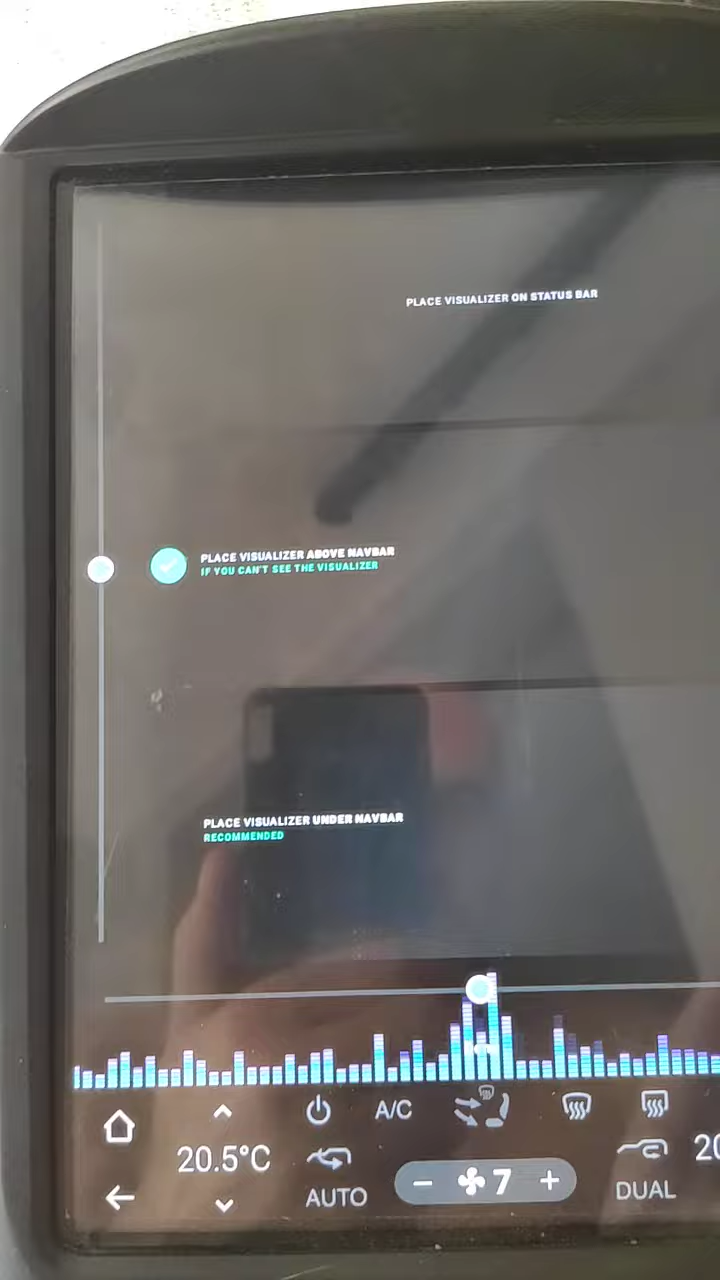 PLACE VISUALIZER ON STATUS BAR
PLACE VISUALIZER ABOVE NAVBAR
IF YOU CAN'T SEE THE VISUALIZER
PLACE VISUALIZER UNDER NAVBAR
RECOMMENDED
A/C
20.5°C
20
− 7 +
AUTO
DUAL